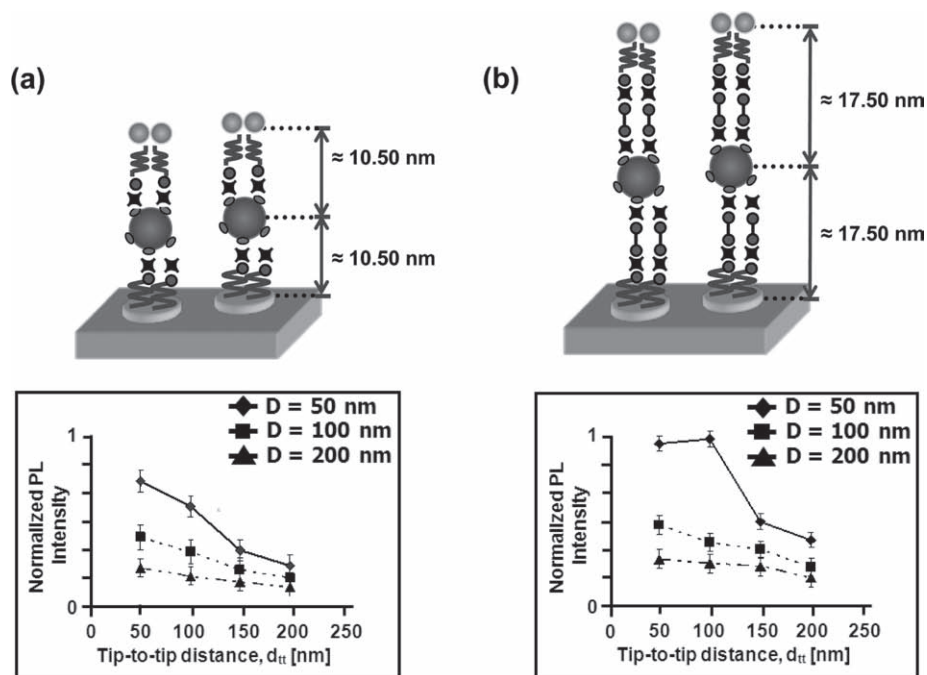 (a)
≈ 10.50 nm
≈ 10.50 nm
D = 50 nm
D = 100 nm
D = 200 nm
Normalized PL
Intensity
1
0
0 50 100 150 200 250
Tip-to-tip distance, dtt [nm]
(b)
≈ 17.50 nm
≈ 17.50 nm
D = 50 nm
D = 100 nm
D = 200 nm
Normalized PL
Intensity
1
0
0 50 100 150 200 250
Tip-to-tip distance, dtt [nm]